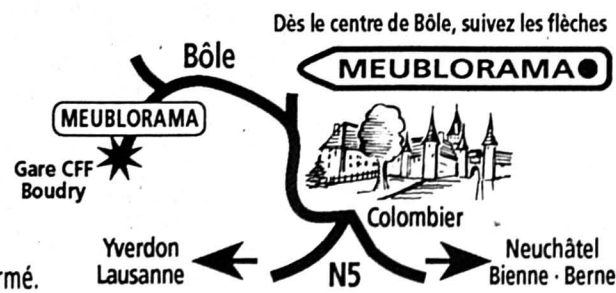 Dès le centre de Bôle, suivez les flèches
MEUBLORAMA
Bôle
MEUBLORAMA
Gare CFF
Boudry
Colombier
Yverdon
Lausanne
N5
Neuchâtel
Bienne · Berne